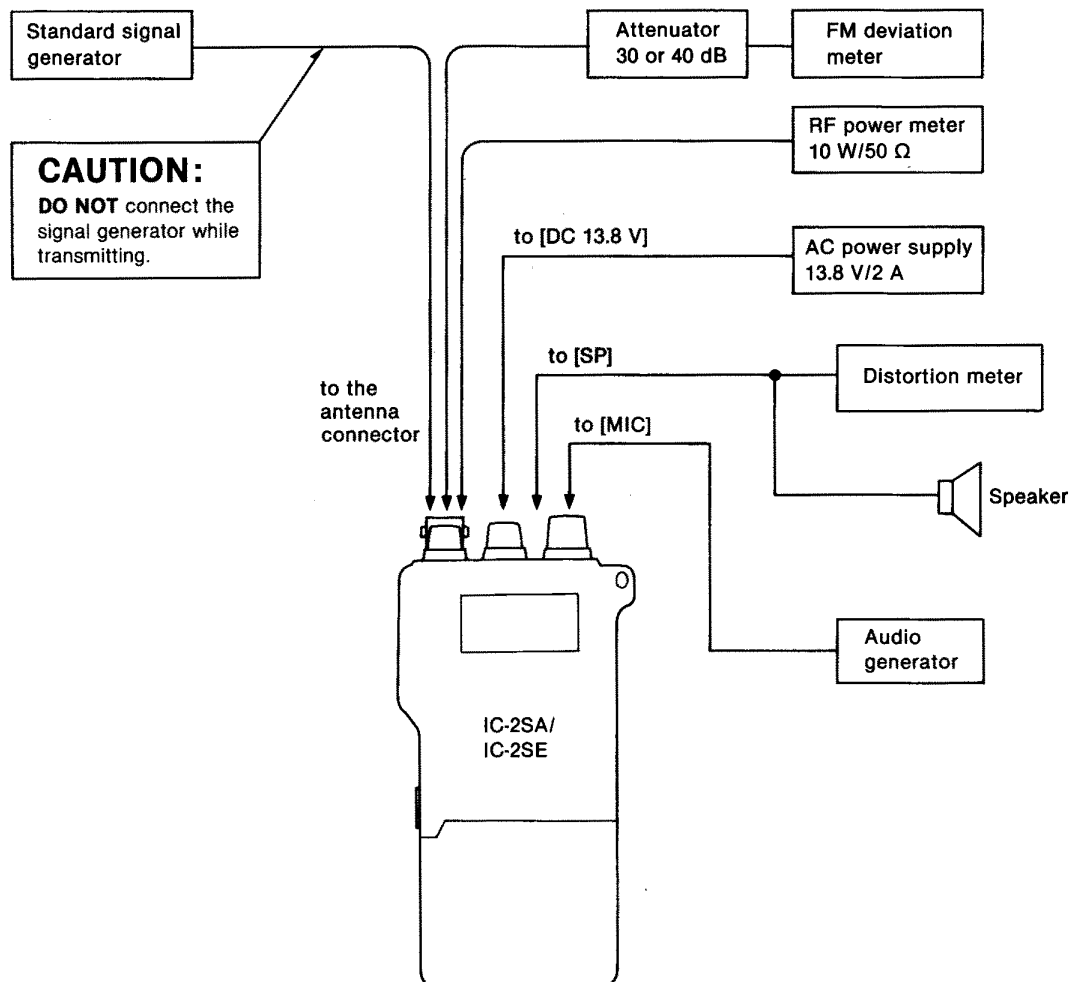 Standard signal
generator
Attenuator
30 or 40 dB
FM deviation
meter
CAUTION:
DO NOT connect the
signal generator while
transmitting.
RF power meter
10 W/50 Ω
to [DC 13.8 V]
AC power supply
13.8 V/2 A
to [SP]
Distortion meter
to the
antenna
connector
to [MIC]
Speaker
Audio
generator
IC-2SA/
IC-2SE